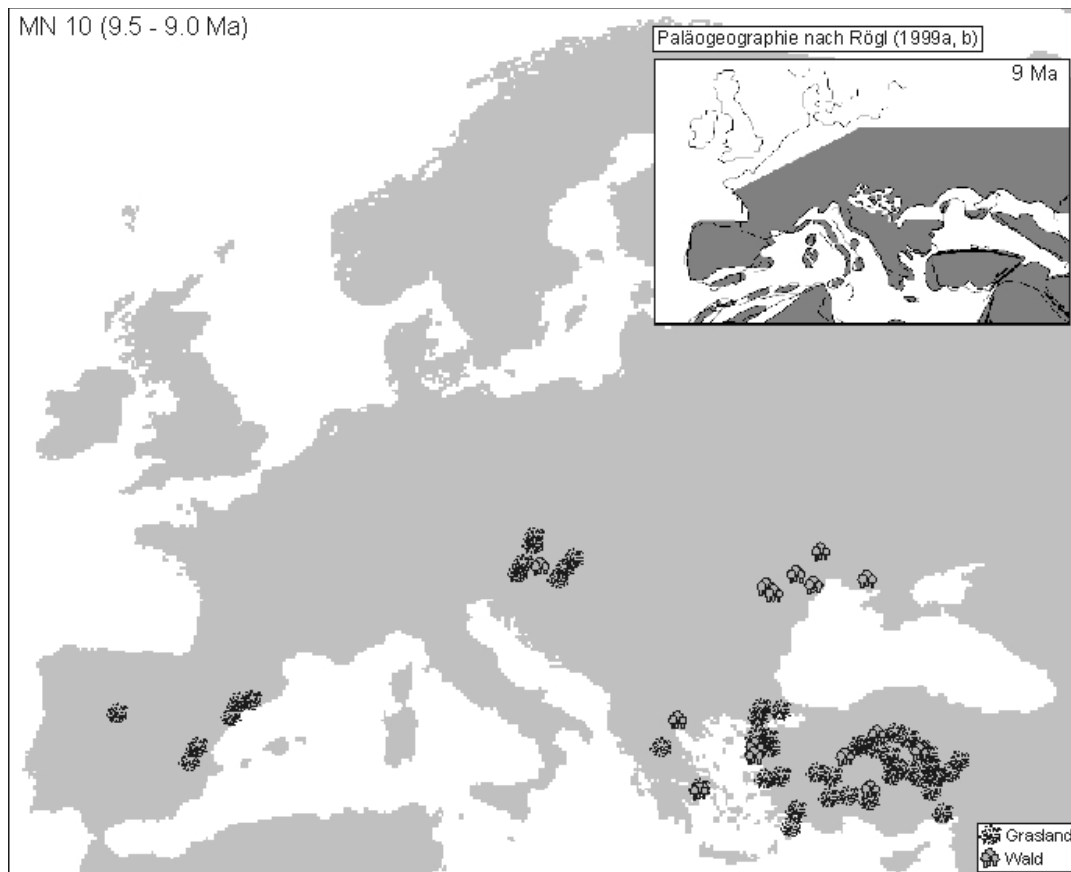 MN 10 (9.5 - 9.0 Ma)
Paläogeographie nach Rögl (1999a, b)
9 Ma
Grasland
Wald